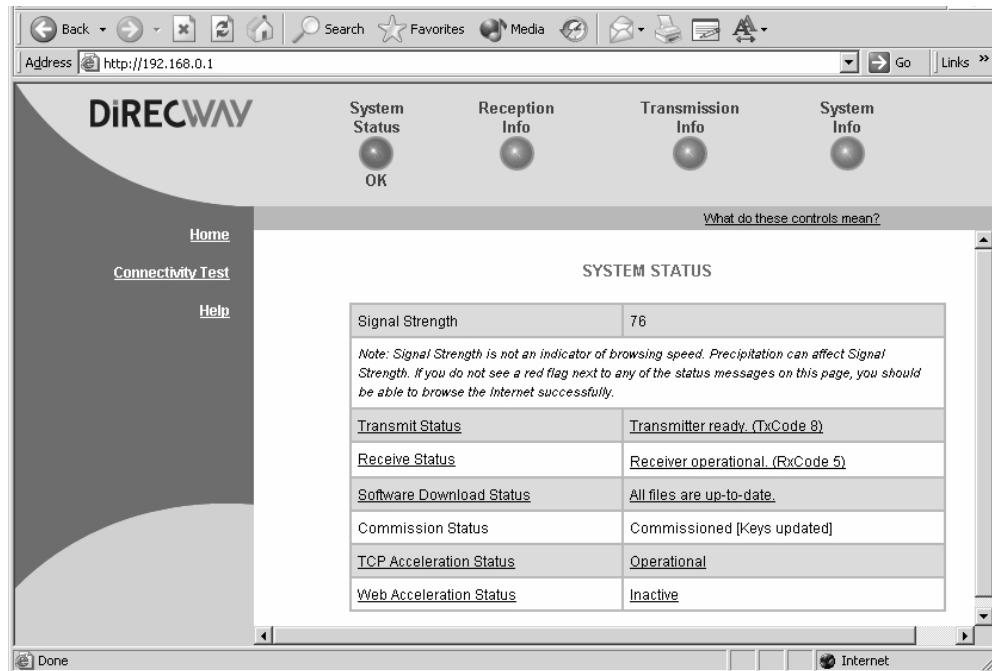 Back Search Favorites Media
Address http://192.168.0.1 Go Links »
DiRECWAY
System Status
OK
Reception Info
Transmission Info
System Info
What do these controls mean?
Home
Connectivity Test
Help
SYSTEM STATUS
Signal Strength 76
Note: Signal Strength is not an indicator of browsing speed. Precipitation can affect Signal
Strength. If you do not see a red flag next to any of the status messages on this page, you should
be able to browse the Internet successfully.
Transmit Status Transmitter ready. (TxCode 8)
Receive Status Receiver operational. (RxCode 5)
Software Download Status All files are up-to-date.
Commission Status Commissioned [Keys updated]
TCP Acceleration Status Operational
Web Acceleration Status Inactive
Done Internet